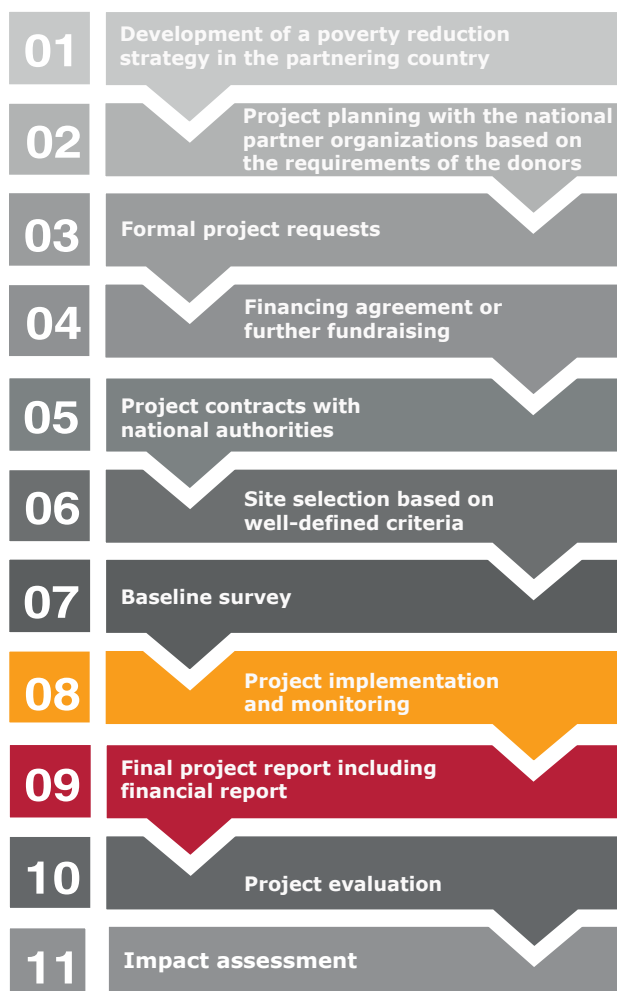 01
Development of a poverty reduction
strategy in the partnering country
02
Project planning with the national
partner organizations based on
the requirements of the donors
03
Formal project requests
04
Financing agreement or
further fundraising
05
Project contracts with
national authorities
06
Site selection based on
well-defined criteria
07
Baseline survey
08
Project implementation
and monitoring
09
Final project report including
financial report
10
Project evaluation
11
Impact assessment